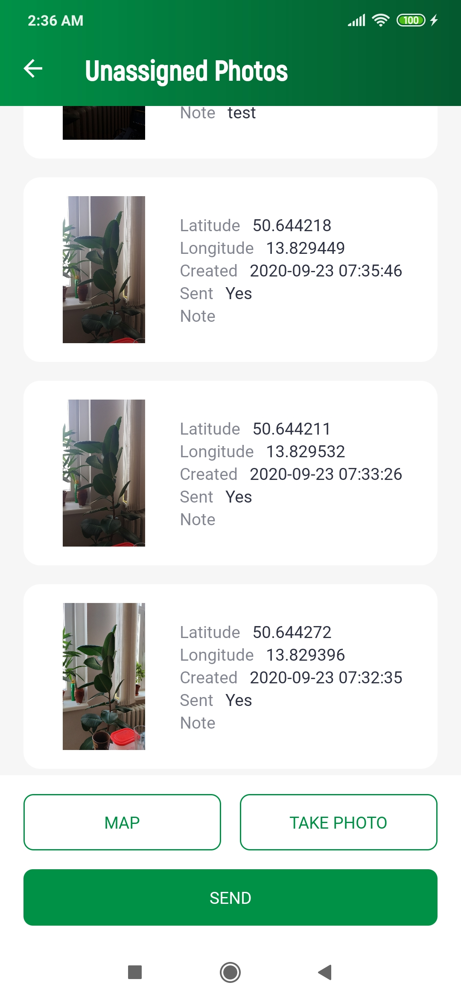 2:36 AM
100
Unassigned Photos
Note test
Latitude 50.644218
Longitude 13.829449
Created 2020-09-23 07:35:46
Sent Yes
Note
Latitude 50.644211
Longitude 13.829532
Created 2020-09-23 07:33:26
Sent Yes
Note
Latitude 50.644272
Longitude 13.829396
Created 2020-09-23 07:32:35
Sent Yes
Note
MAP
TAKE PHOTO
SEND